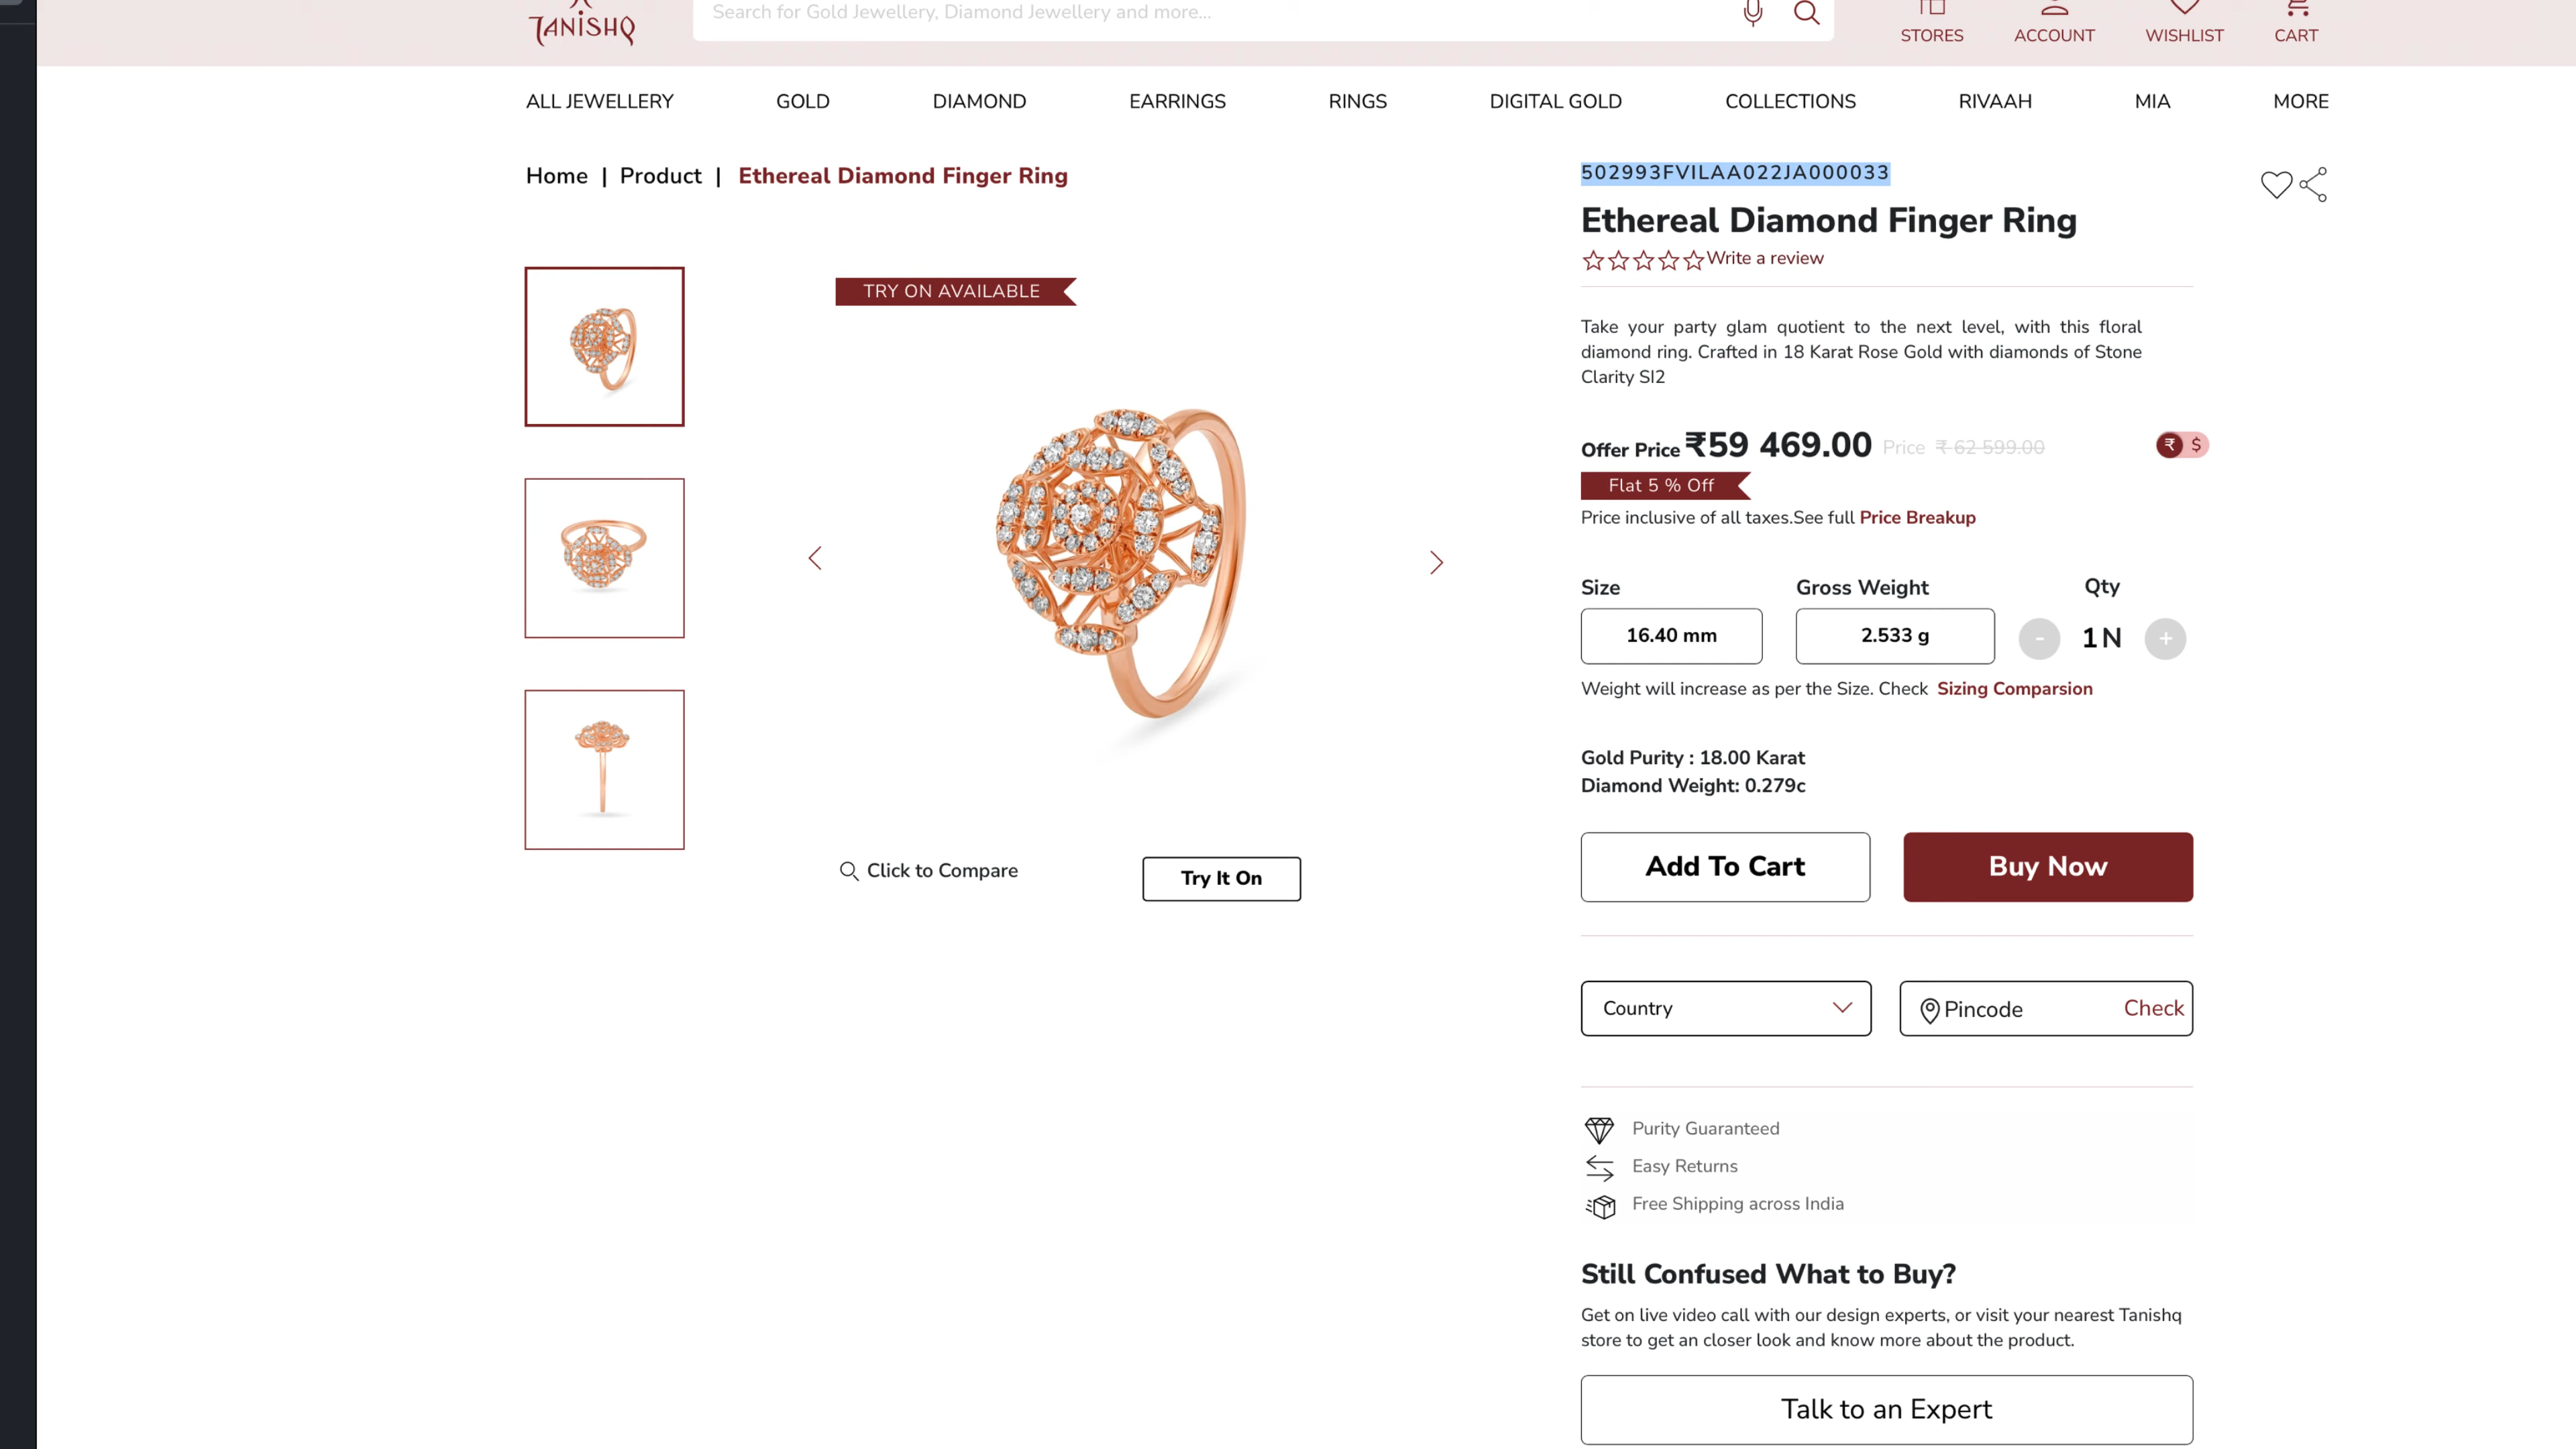 TANISHQ
Search for Gold Jewellery, Diamond Jewellery and more...
STORES
ACCOUNT
WISHLIST
CART
ALL JEWELLERY
GOLD
DIAMOND
EARRINGS
RINGS
DIGITAL GOLD
COLLECTIONS
RIVAAH
MIA
MORE
Home | Product | Ethereal Diamond Finger Ring
TRY ON AVAILABLE
Click to Compare
Try It On
502993FVILAA022JA000033
Ethereal Diamond Finger Ring
Write a review
Take your party glam quotient to the next level, with this floral
diamond ring. Crafted in 18 Karat Rose Gold with diamonds of Stone
Clarity SI2
Offer Price ₹59 469.00 Price ₹ 62 599.00
₹ $
Flat 5 % Off
Price inclusive of all taxes.See full Price Breakup
Size
Gross Weight
Qty
16.40 mm
2.533 g
- 1 N +
Weight will increase as per the Size. Check Sizing Comparsion
Gold Purity : 18.00 Karat
Diamond Weight: 0.279c
Add To Cart
Buy Now
Country
Pincode
Check
Purity Guaranteed
Easy Returns
Free Shipping across India
Still Confused What to Buy?
Get on live video call with our design experts, or visit your nearest Tanishq
store to get an closer look and know more about the product.
Talk to an Expert